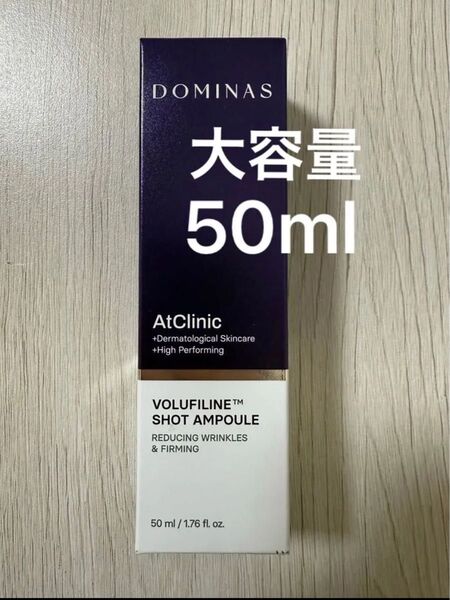 DOMINAS
大容量
50ml
AtClinic
+Dermatological Skincare
+High Performing
VOLUFILINE™
SHOT AMPOULE
REDUCING WRINKLES
& FIRMING
50 ml / 1.76 fl. oz.